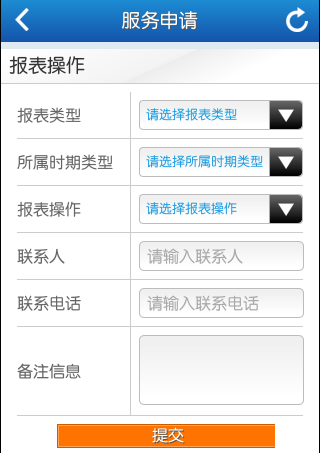 服务申请
报表操作
报表类型 请选择报表类型
所属时期类型 请选择所属时期类型
报表操作 请选择报表操作
联系人 请输入联系人
联系电话 请输入联系电话
备注信息
提交